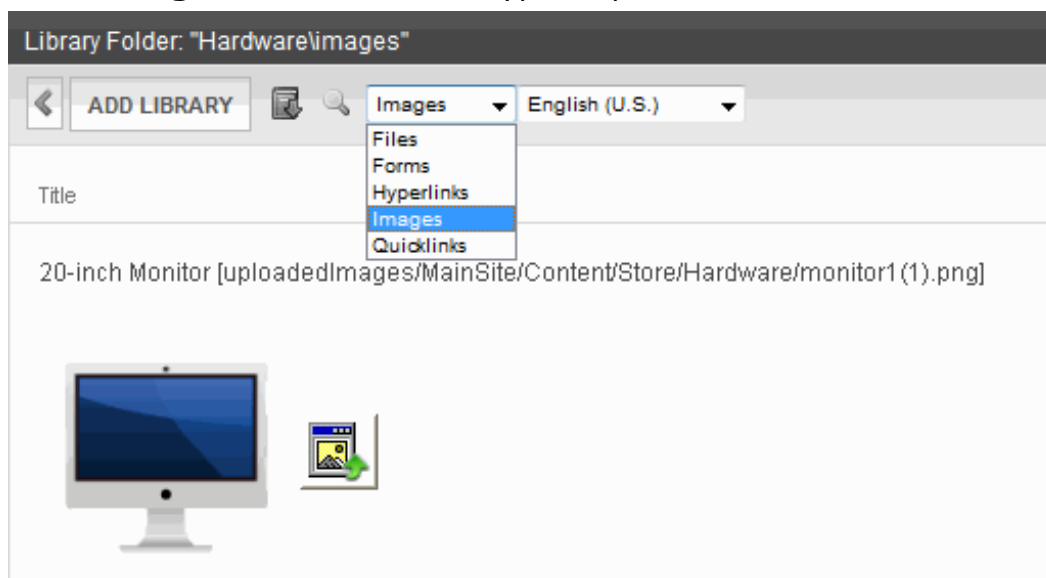 Library Folder: "Hardware\images"
ADD LIBRARY Images English (U.S.)
Files
Forms
Hyperlinks
Images
Quicklinks
Title
20-inch Monitor [uploadedImages/MainSite/Content/Store/Hardware/monitor1(1).png]